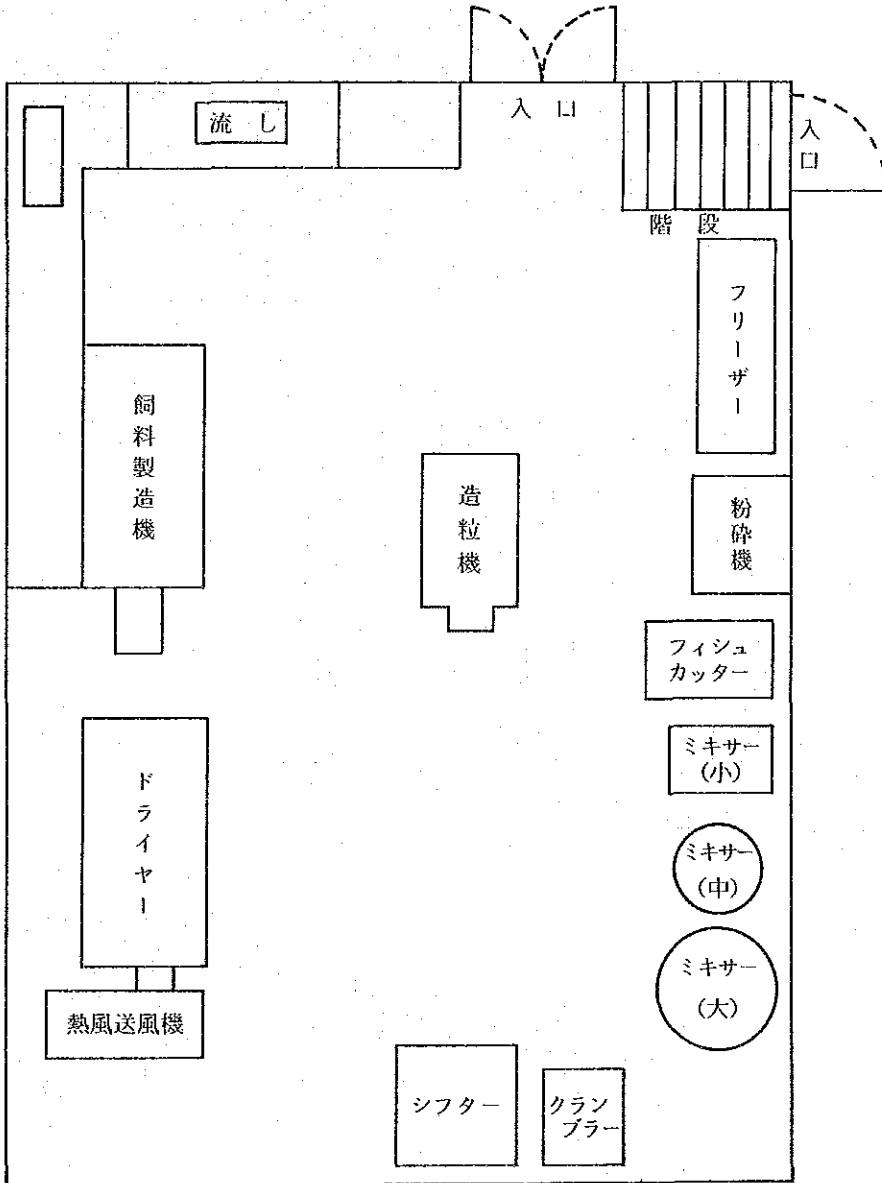 入口
流し
入口
階段
フリーザー
飼料製造機
造粒機
粉砕機
フィシュ
カッター
ミキサー
(小)
ドライヤー
ミキサー
(中)
ミキサー
(大)
熱風送風機
シフター
クラン
ブラー